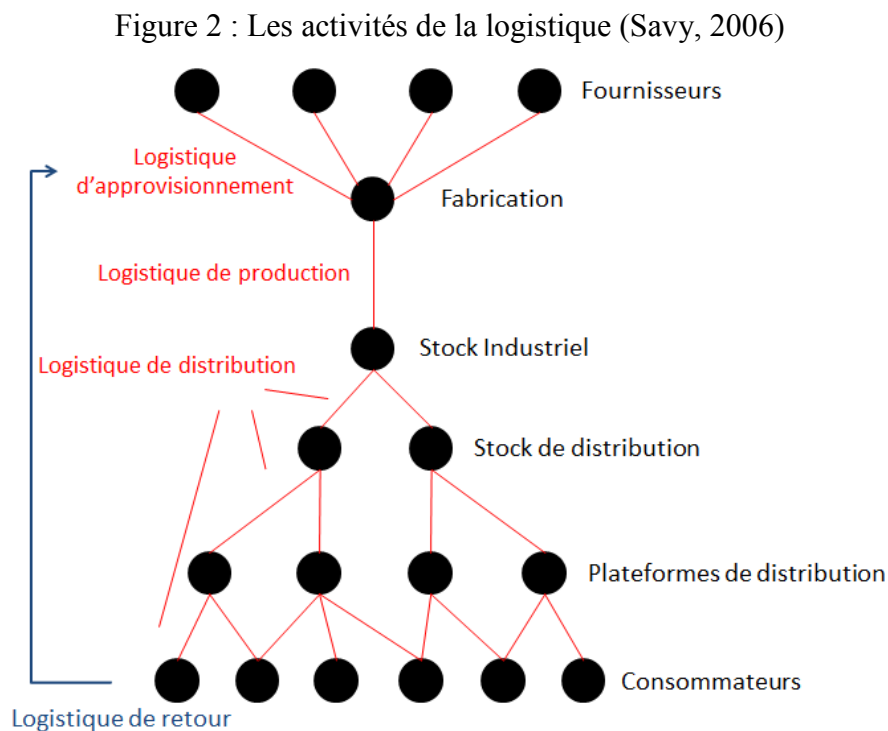 Figure 2 : Les activités de la logistique (Savy, 2006)
Fournisseurs
Logistique
d'approvisionnement
Fabrication
Logistique de production
Stock Industriel
Logistique de distribution
Stock de distribution
Plateformes de distribution
Consommateurs
Logistique de retour